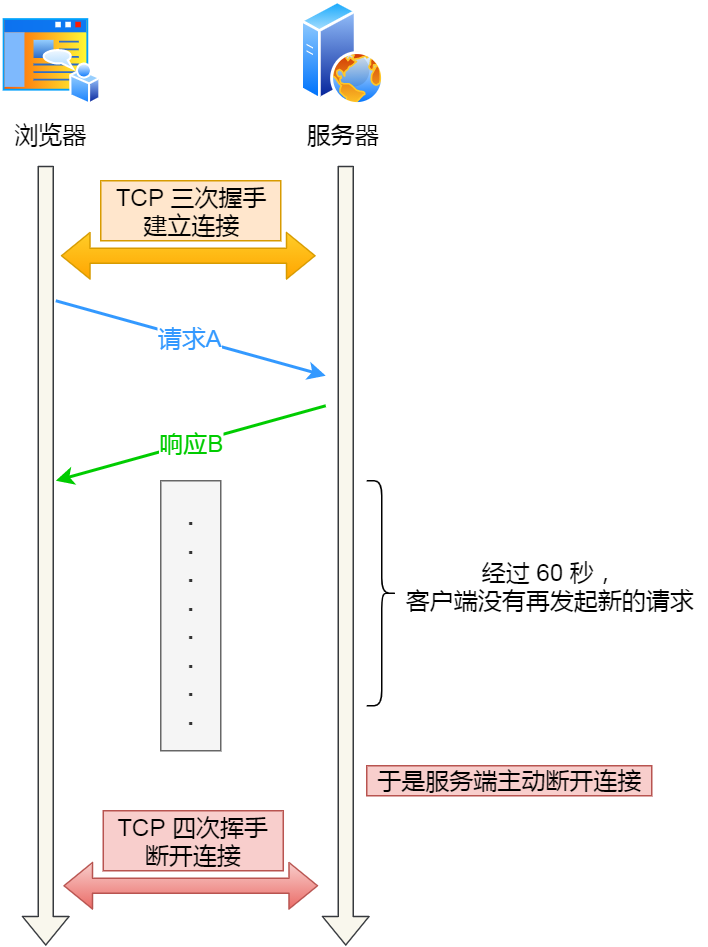 浏览器
服务器
TCP 三次握手
建立连接
请求A
响应B
经过 60 秒，
客户端没有再发起新的请求
于是服务端主动断开连接
TCP 四次挥手
断开连接